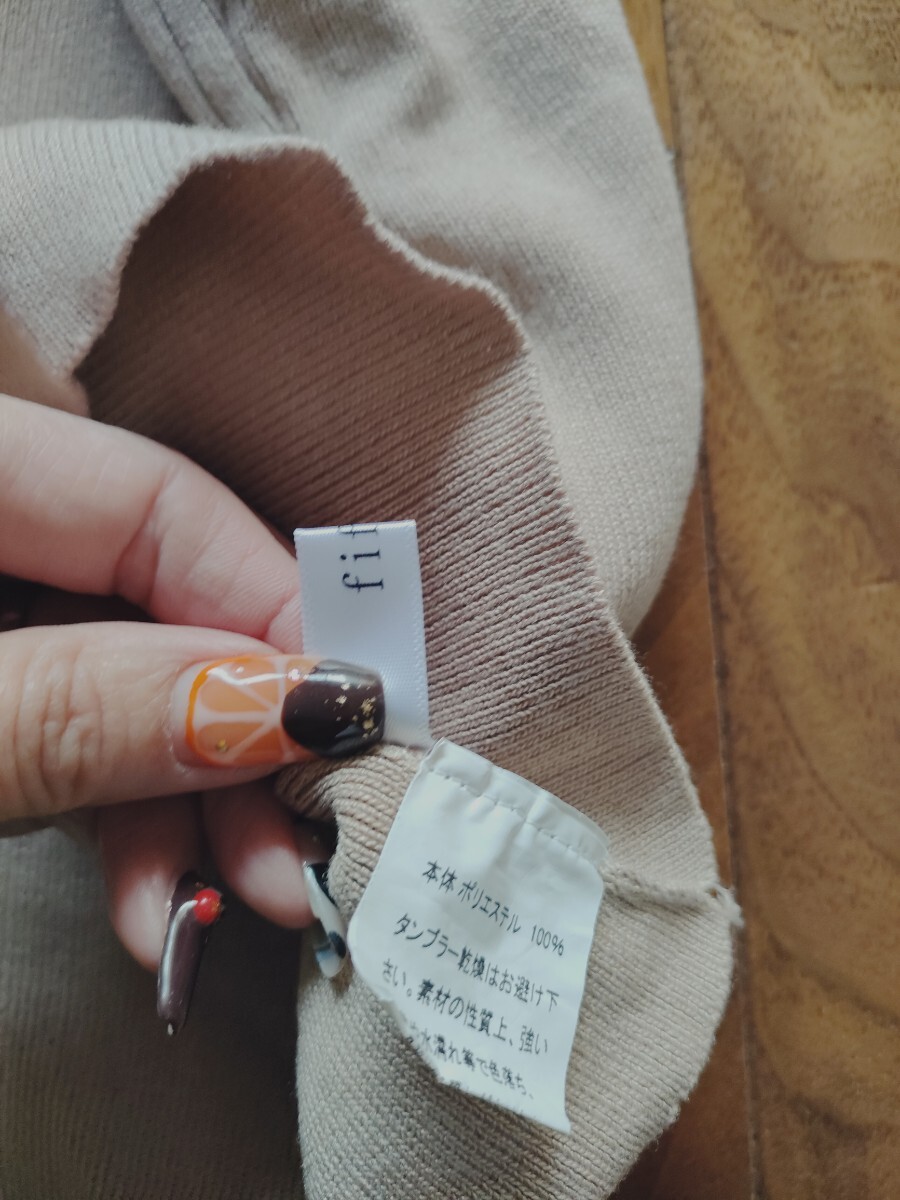 fif
本体 ポリエステル 100%
タンブラー乾燥はお避け下
さい。素材の性質上、強い
水濡れ等で色落ち、